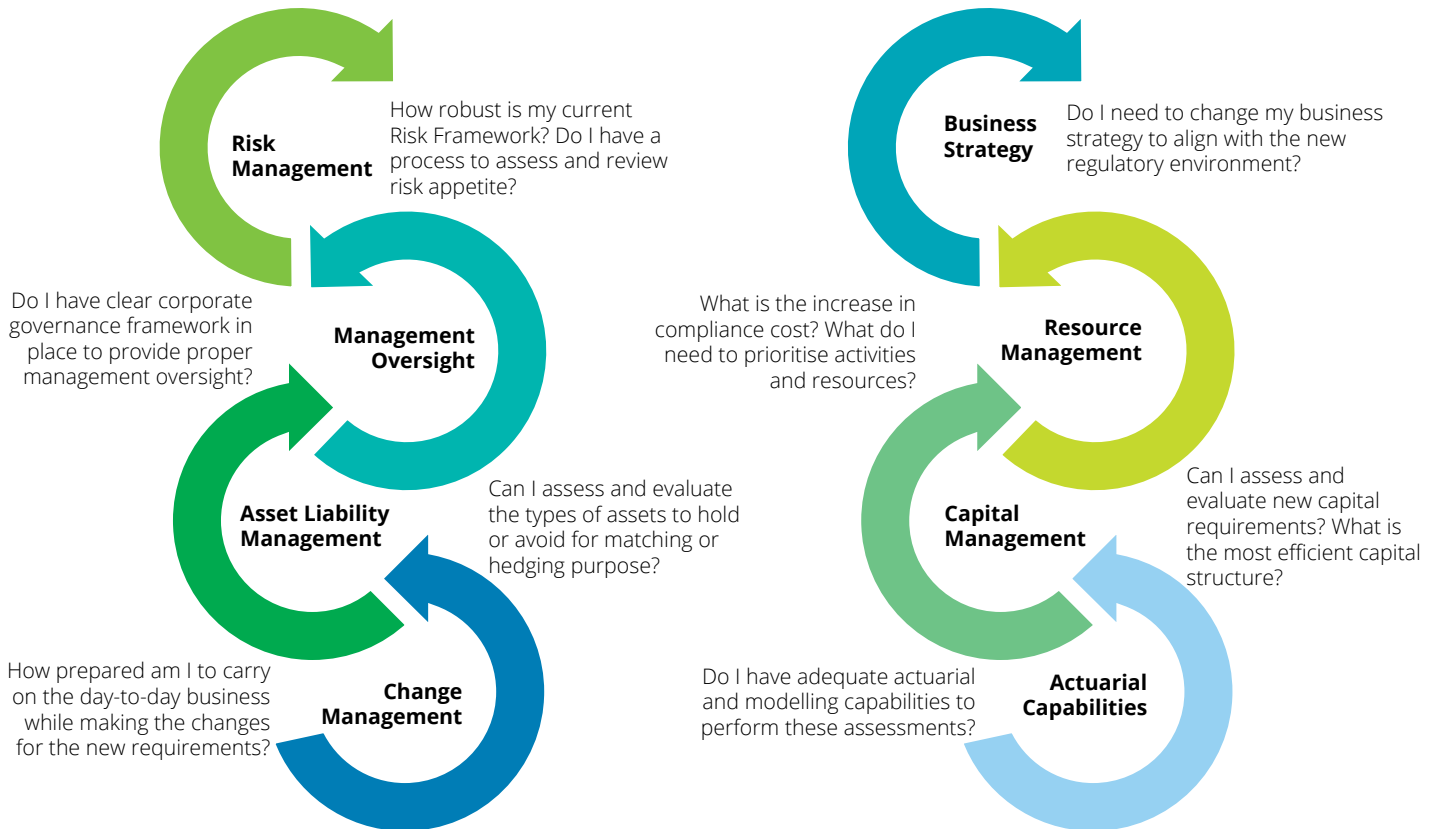 Risk
Management
How robust is my current
Risk Framework? Do I have a
process to assess and review
risk appetite?
Do I have clear corporate
governance framework in
place to provide proper
management oversight?
Management
Oversight
Asset Liability
Management
Can I assess and evaluate
the types of assets to hold
or avoid for matching or
hedging purpose?
How prepared am I to carry
on the day-to-day business
while making the changes
for the new requirements?
Change
Management
Business
Strategy
Do I need to change my business
strategy to align with the new
regulatory environment?
What is the increase in
compliance cost? What do I
need to prioritise activities
and resources?
Resource
Management
Capital
Management
Can I assess and
evaluate new capital
requirements? What is
the most efficient capital
structure?
Do I have adequate actuarial
and modelling capabilities to
perform these assessments?
Actuarial
Capabilities